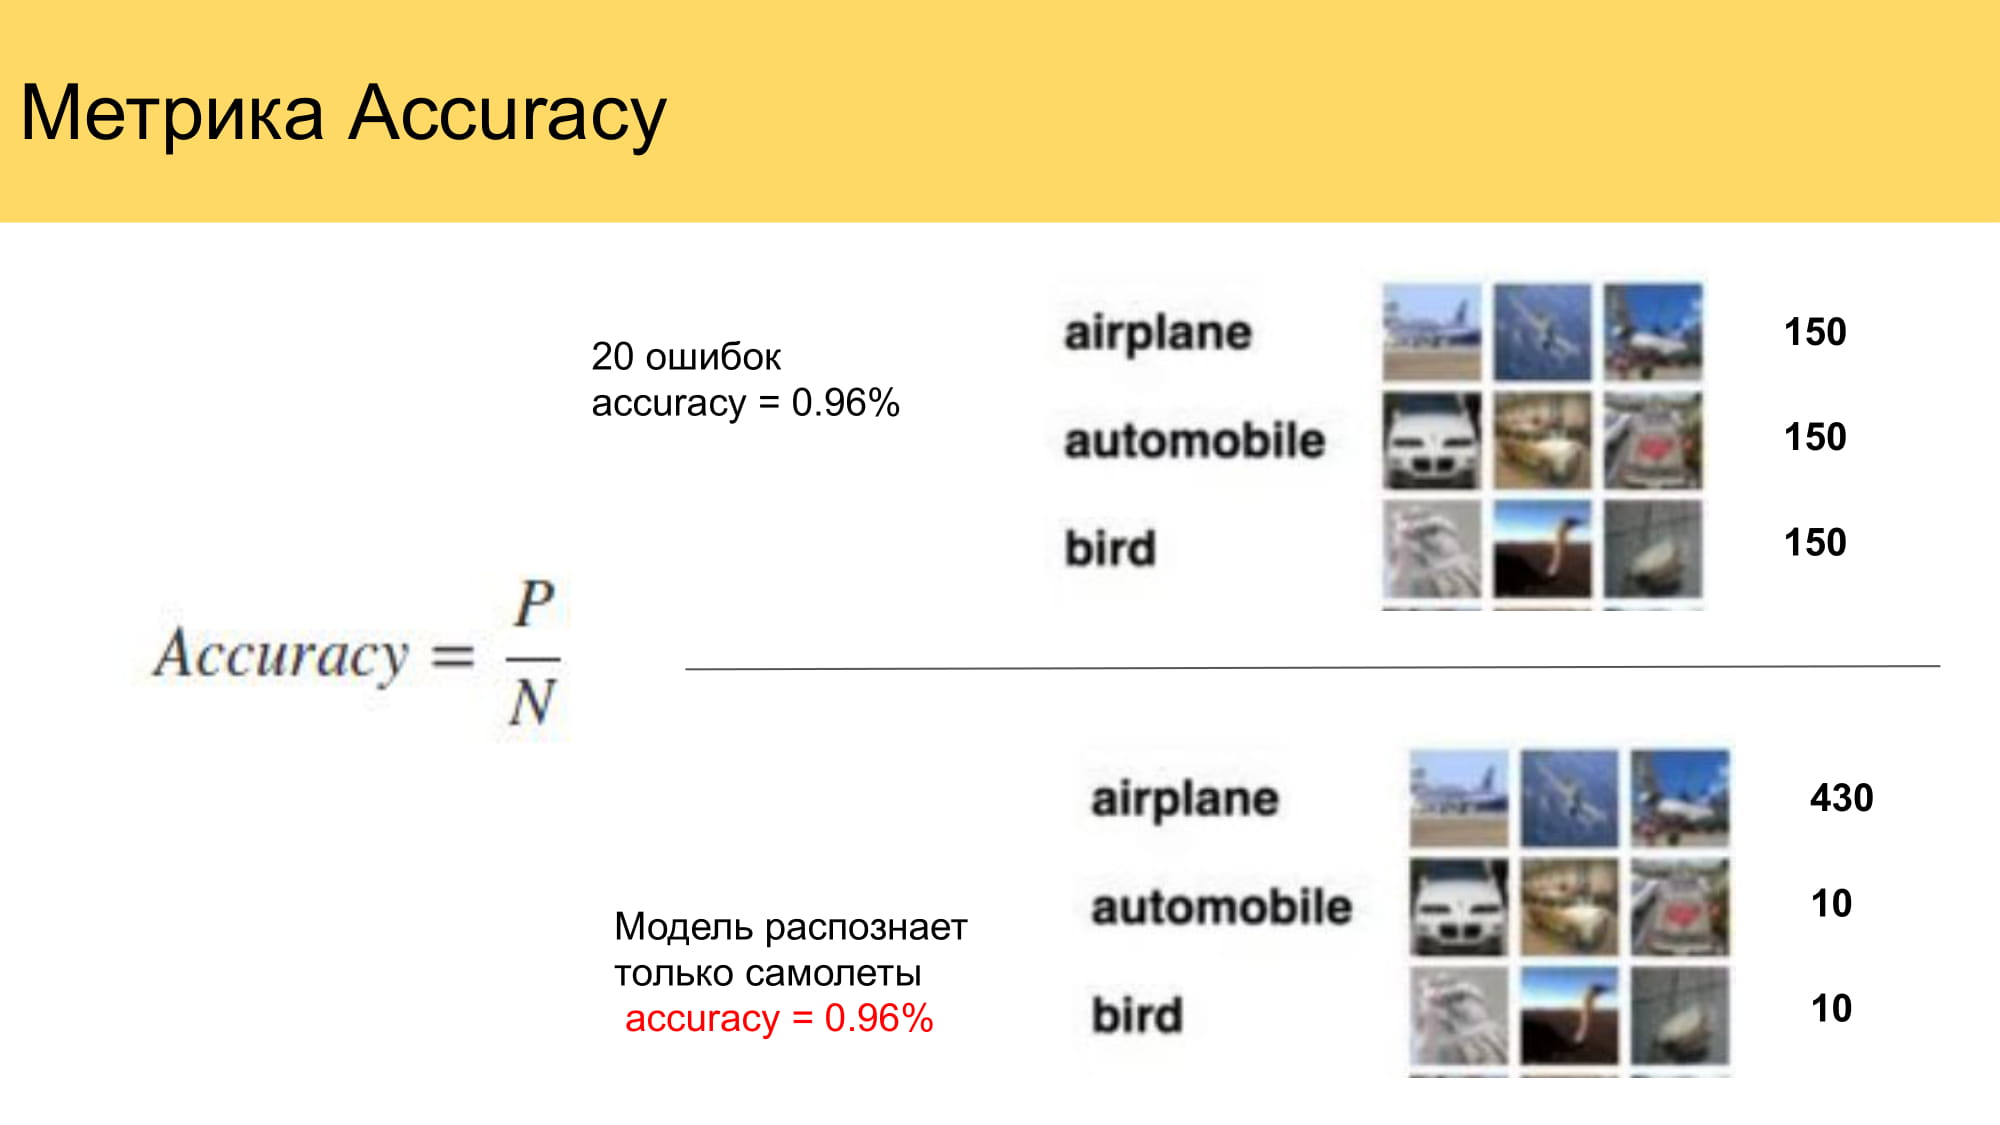 Метрика Accuracy
20 ошибок
accuracy = 0.96%
airplane 150
automobile 150
bird 150
Accuracy = P / N
airplane 430
automobile 10
bird 10
Модель распознает
только самолеты
accuracy = 0.96%